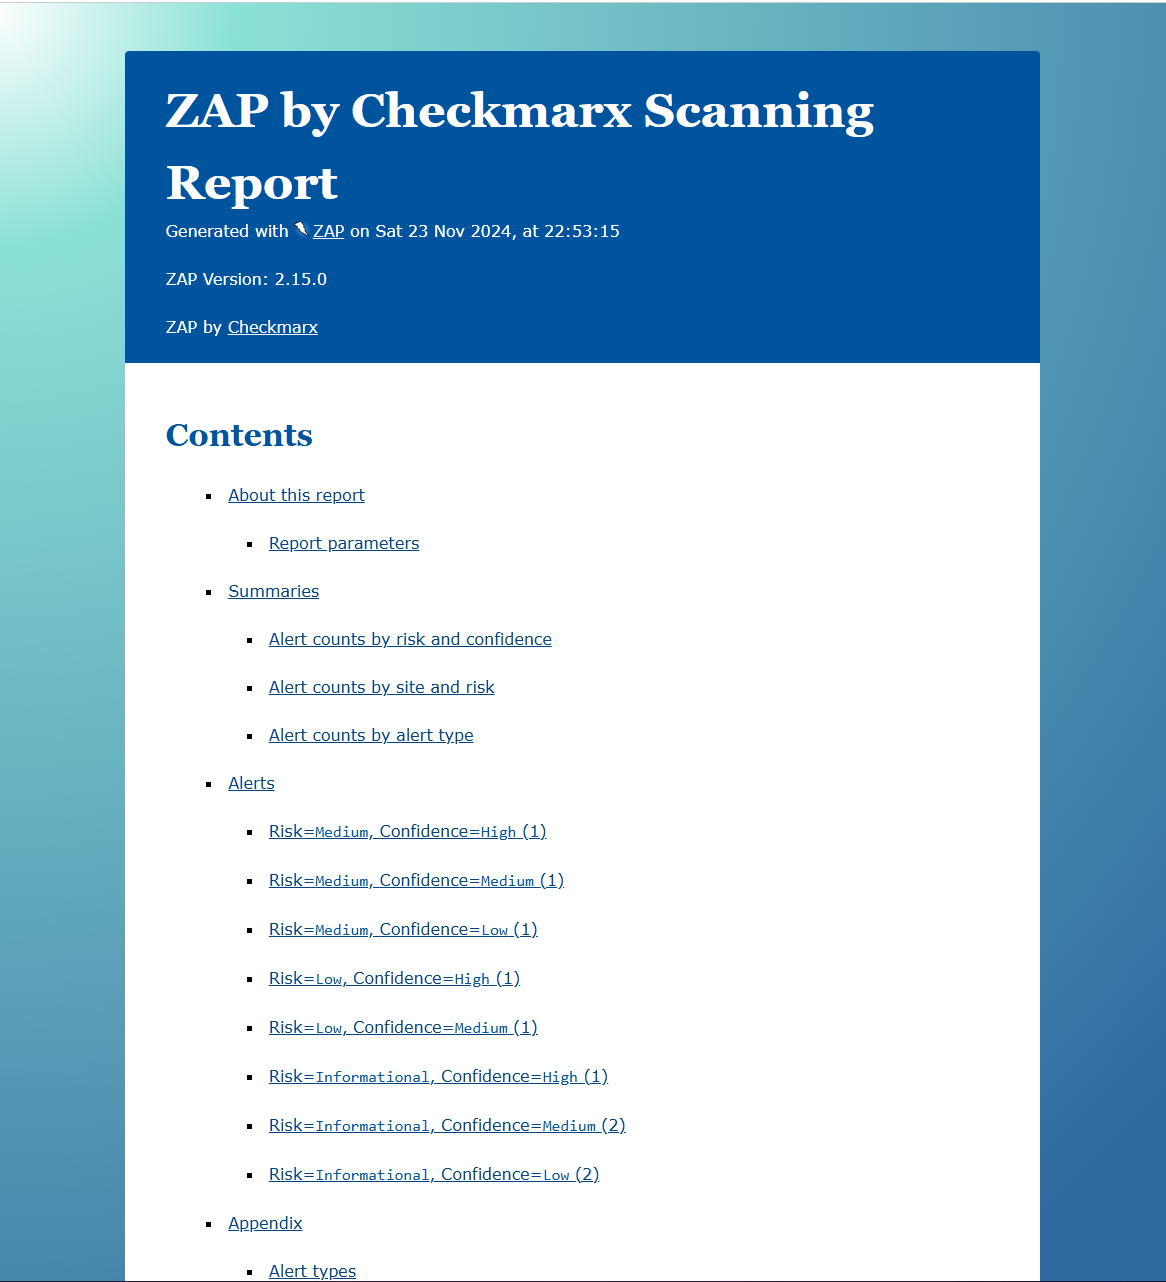 ZAP by Checkmarx Scanning
Report
Generated with ZAP on Sat 23 Nov 2024, at 22:53:15
ZAP Version: 2.15.0
ZAP by Checkmarx
Contents
About this report
Report parameters
Summaries
Alert counts by risk and confidence
Alert counts by site and risk
Alert counts by alert type
Alerts
Risk=Medium, Confidence=High (1)
Risk=Medium, Confidence=Medium (1)
Risk=Medium, Confidence=Low (1)
Risk=Low, Confidence=High (1)
Risk=Low, Confidence=Medium (1)
Risk=Informational, Confidence=High (1)
Risk=Informational, Confidence=Medium (2)
Risk=Informational, Confidence=Low (2)
Appendix
Alert types